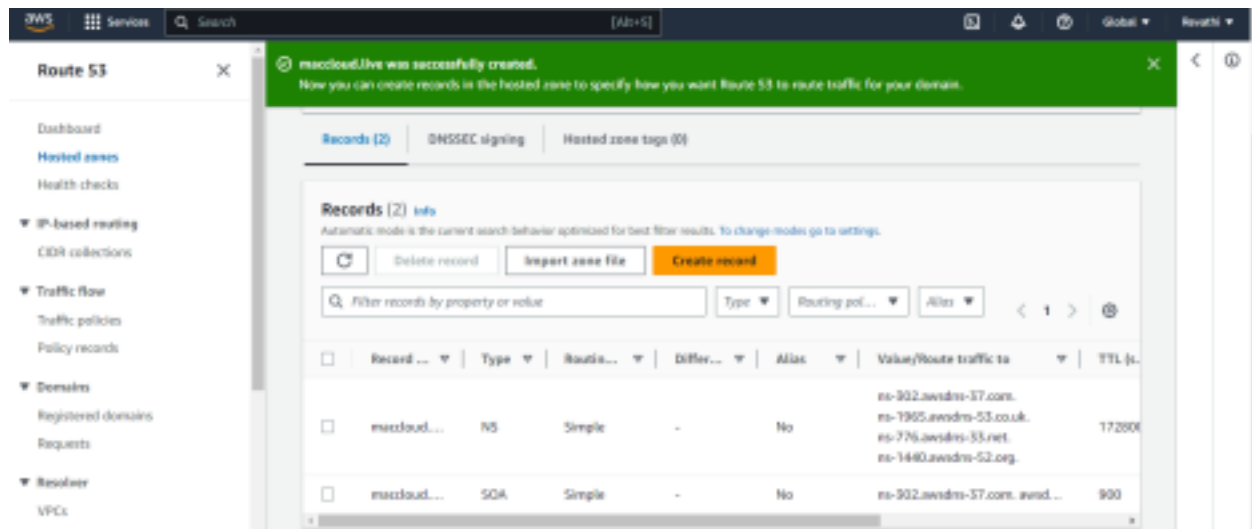 aws Services Search [Alt+S] Global Revathi
Route 53
Dashboard
Hosted zones
Health checks
IP-based routing
CIDR collections
Traffic flow
Traffic policies
Policy records
Domains
Registered domains
Requests
Resolver
VPCs
maccloud.live was successfully created.
Now you can create records in the hosted zone to specify how you want Route 53 to route traffic for your domain.
Records (2) DNSSEC signing Hosted zone tags (0)
Records (2) Info
Automatic mode is the current search behavior optimized for best filter results. To change modes go to settings.
Delete record Import zone file Create record
Filter records by property or value Type Routing pol... Alias 1
Record ... Type Routin... Differ... Alias Value/Route traffic to TTL (s...
maccloud.... NS Simple - No
ns-302.awsdns-37.com.
ns-1965.awsdns-53.co.uk.
ns-776.awsdns-33.net.
ns-1440.awsdns-52.org.
172800
maccloud.... SOA Simple - No ns-302.awsdns-37.com. awsd... 900